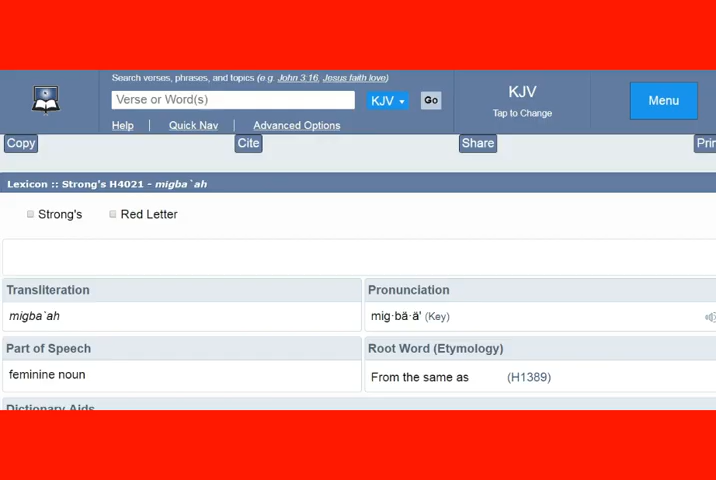 Search verses, phrases, and topics (e.g. John 3:16, Jesus faith love)
Verse or Word(s)
KJV
Go
KJV
Tap to Change
Menu
Help | Quick Nav | Advanced Options
Copy
Cite
Share
Prin
Lexicon :: Strong's H4021 - migba`ah
Strong's
Red Letter
Transliteration
Pronunciation
migba`ah
mig·bä·ä' (Key)
Part of Speech
Root Word (Etymology)
feminine noun
From the same as (H1389)
Dictionary Aids